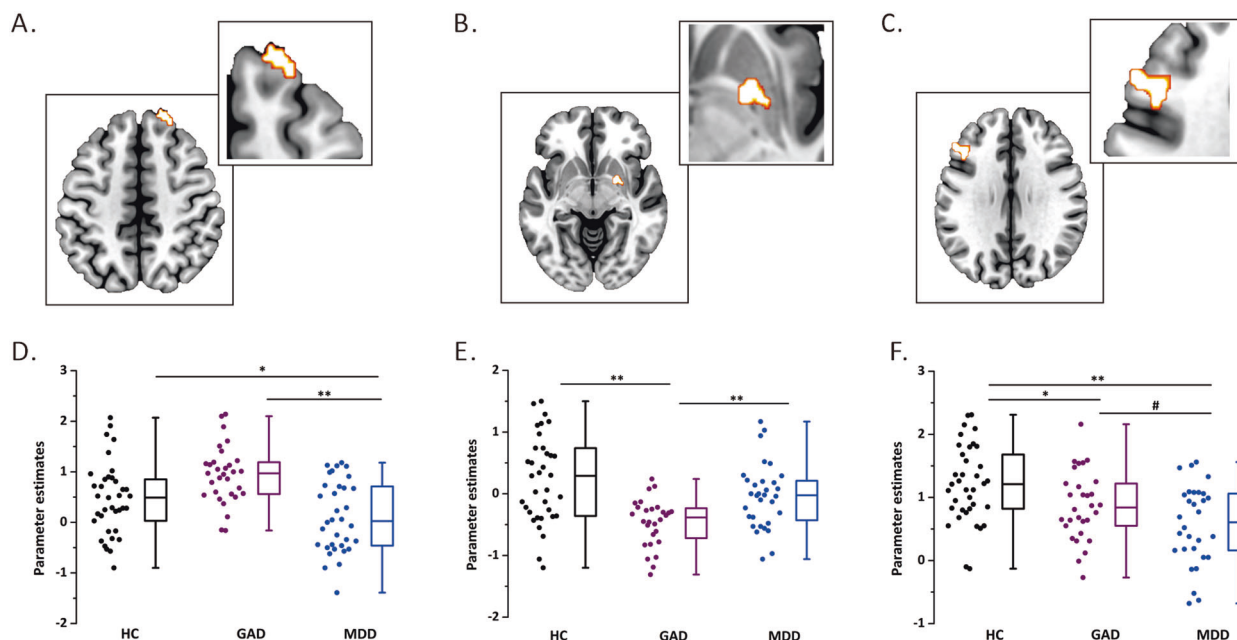 A.
B.
C.
D.
Parameter estimates
3
2
1
0
-1
-2
*
**
HC GAD MDD
E.
Parameter estimates
2
1
0
-1
-2
**
**
HC GAD MDD
F.
Parameter estimates
3
2
1
0
-1
**
*
#
HC GAD MDD